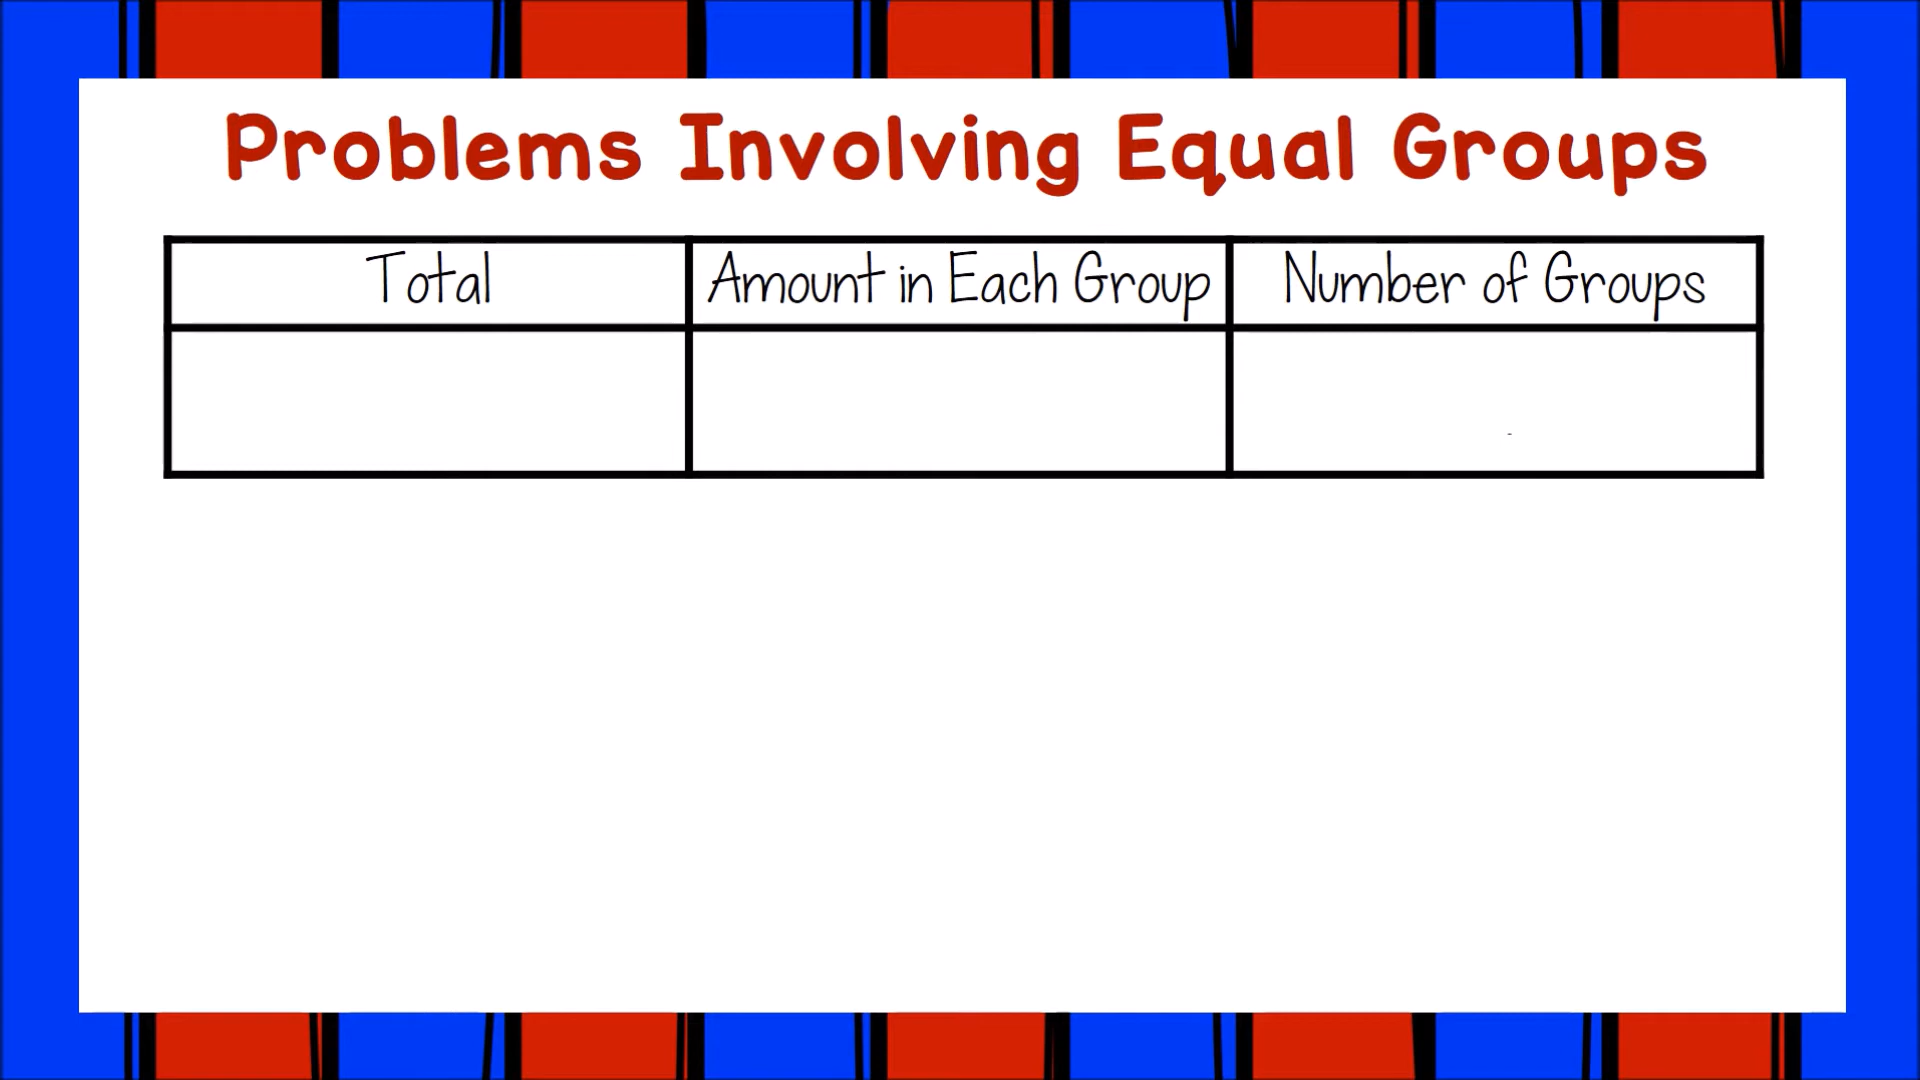 Problems Involving Equal Groups
Total Amount in Each Group Number of Groups